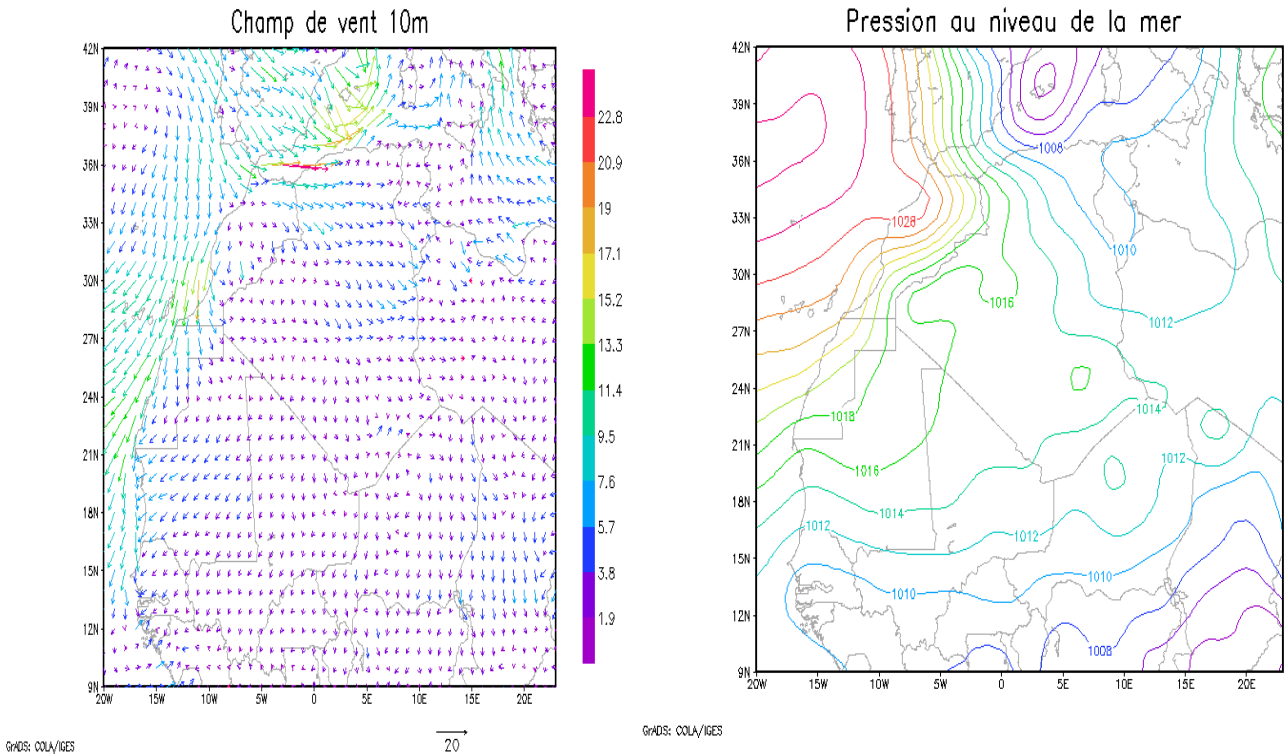 Champ de vent 10m
42N
39N
36N
33N
30N
27N
24N
21N
18N
15N
12N
9N
20W
15W
10W
5W
0
5E
10E
15E
20E
22.8
20.9
19
17.1
15.2
13.3
11.4
9.5
7.6
5.7
3.8
1.9
20
GrADS: COLA/IGES
Pression au niveau de la mer
42N
39N
36N
33N
30N
27N
24N
21N
18N
15N
12N
9N
1008
1028
1010
1016
1012
1014
1018
1016
1012
1014
1012
1012
1010
1010
1008
20W
15W
10W
5W
0
5E
10E
15E
20E
GrADS: COLA/IGES